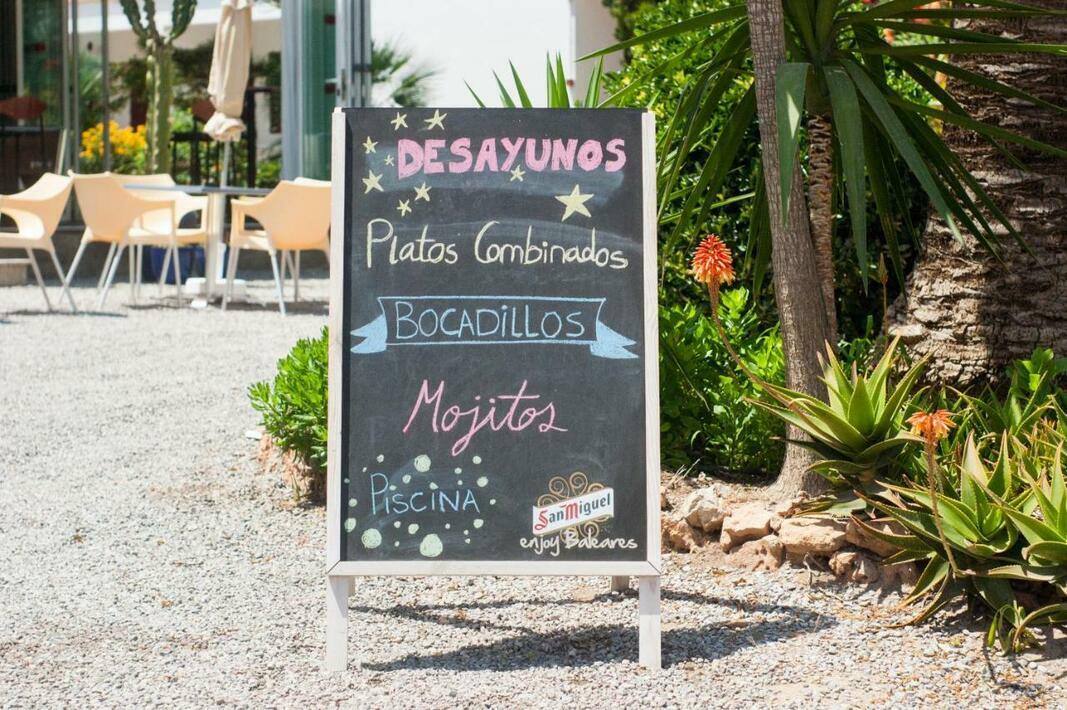 DESAYUNOS
Platos Combinados
BOCADILLOS
Mojitos
PISCINA
SanMiguel
enjoy Baleares